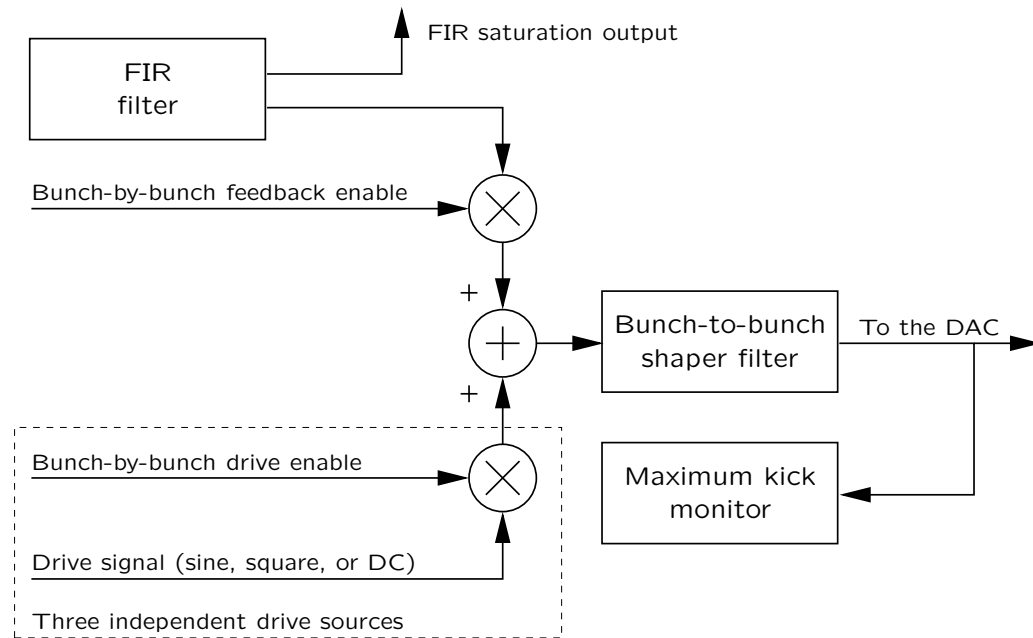 FIR saturation output
FIR
filter
Bunch-by-bunch feedback enable
+
Bunch-to-bunch
shaper filter
To the DAC
+
Bunch-by-bunch drive enable
Maximum kick
monitor
Drive signal (sine, square, or DC)
Three independent drive sources